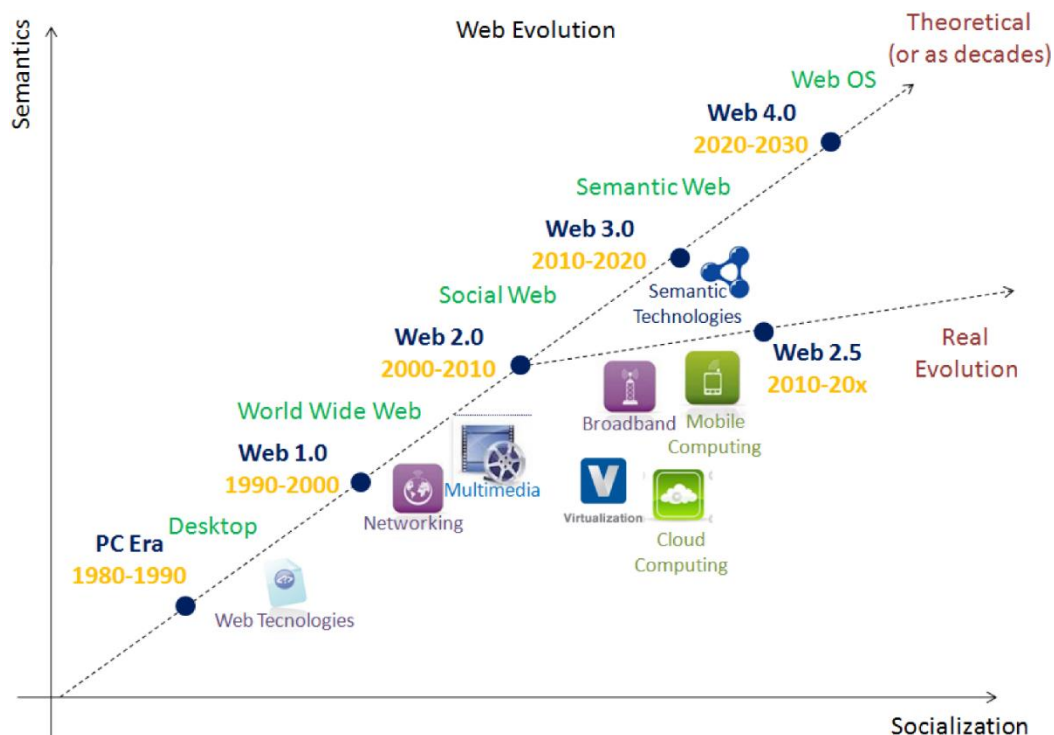 Web Evolution
Theoretical
(or as decades)
Semantics
Web OS
Web 4.0
2020-2030
Semantic Web
Web 3.0
2010-2020
Semantic
Technologies
Social Web
Web 2.0
2000-2010
Web 2.5
2010-20x
Real
Evolution
Broadband
Mobile
Computing
World Wide Web
Web 1.0
1990-2000
Networking
Multimedia
V
Virtualization
Cloud
Computing
Desktop
PC Era
1980-1990
Web Tecnologies
Socialization